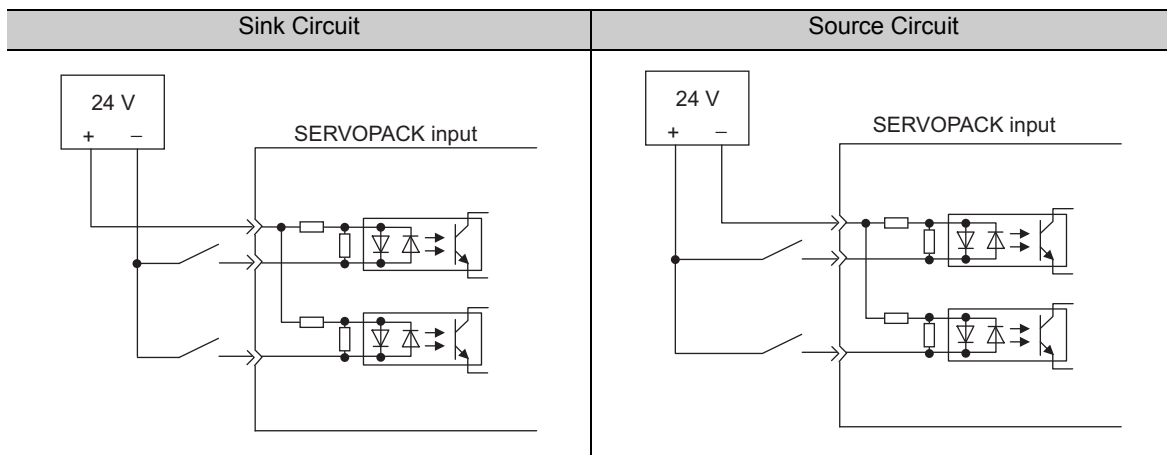 Sink Circuit
Source Circuit
24 V
+ −
SERVOPACK input
24 V
+ −
SERVOPACK input